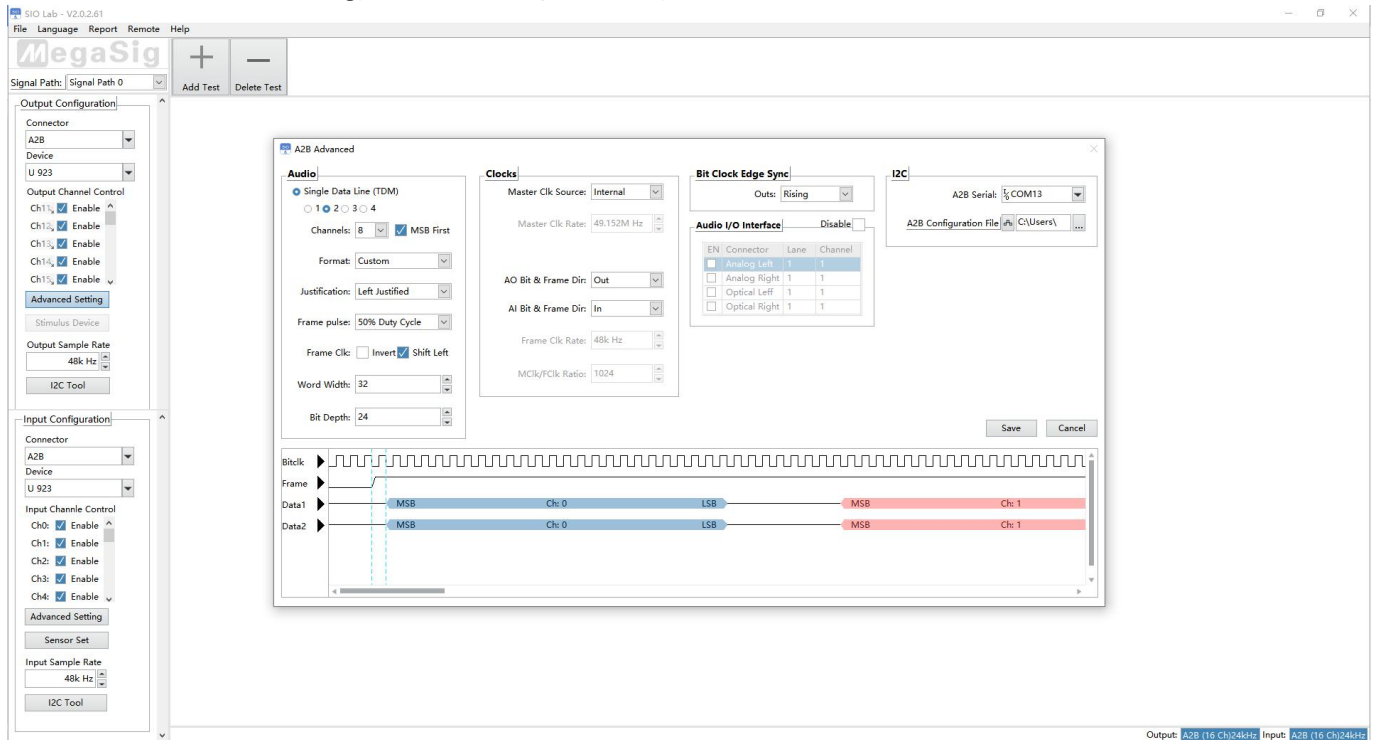 SIO Lab - V2.0.2.61
File Language Report Remote Help
MegaSig
Signal Path: Signal Path 0
Add Test Delete Test
Output Configuration
Connector
A2B
Device
U 923
Output Channel Control
Ch11, Enable
Ch12, Enable
Ch13, Enable
Ch14, Enable
Ch15, Enable
Advanced Setting
Stimulus Device
Output Sample Rate
48k Hz
I2C Tool
Input Configuration
Connector
A2B
Device
U 923
Input Channle Control
Ch0: Enable
Ch1: Enable
Ch2: Enable
Ch3: Enable
Ch4: Enable
Advanced Setting
Sensor Set
Input Sample Rate
48k Hz
I2C Tool
A2B Advanced
Audio
Single Data Line (TDM)
1 2 3 4
Channels: 8 MSB First
Format: Custom
Justification: Left Justified
Frame pulse: 50% Duty Cycle
Frame Clk: Invert Shift Left
Word Width: 32
Bit Depth: 24
Clocks
Master Clk Source: Internal
Master Clk Rate: 49.152M Hz
AO Bit & Frame Dir: Out
AI Bit & Frame Dir: In
Frame Clk Rate: 48k Hz
MClk/FClk Ratio: 1024
Bit Clock Edge Sync
Outs: Rising
Audio I/O Interface Disable
EN Connector Lane Channel
Analog Left 1 1
Analog Right 1 1
Optical Leff 1 1
Optical Right 1 1
I2C
A2B Serial: COM13
A2B Configuration File C:\Users\ ...
Save Cancel
Bitclk
Frame
Data1 MSB Ch: 0 LSB MSB Ch: 1
Data2 MSB Ch: 0 LSB MSB Ch: 1
Output: A2B (16 Ch)24kHz Input: A2B (16 Ch)24kHz